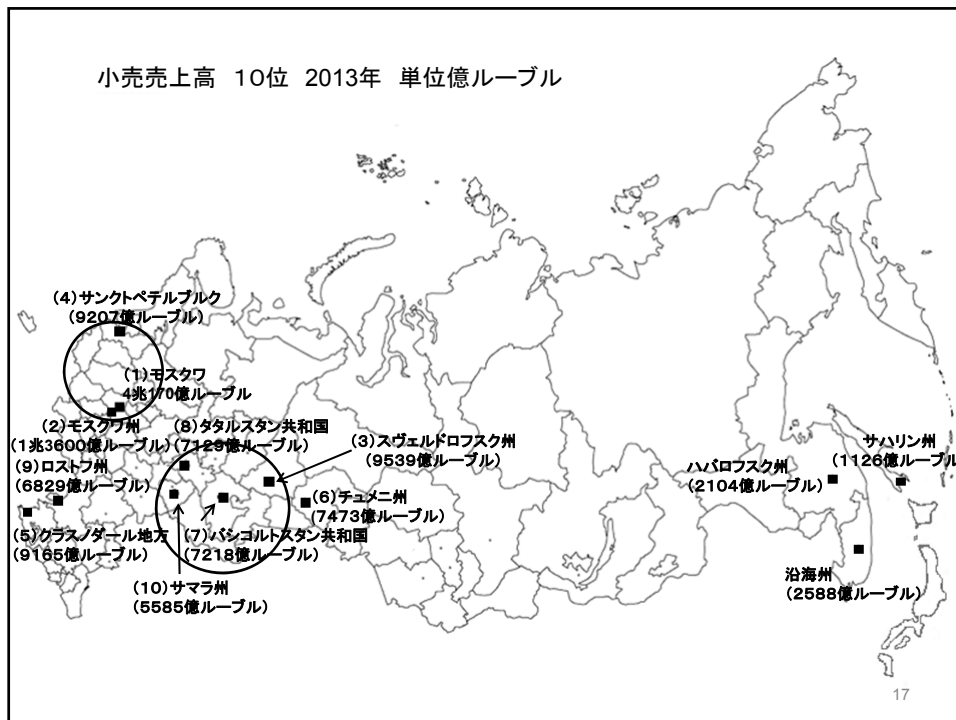 小売売上高 10位 2013年 単位億ルーブル
(4)サンクトペテルブルク
(9207億ルーブル)
(1)モスクワ
4兆170億ルーブル
(2)モスクワ州
(1兆3600億ルーブル)
(8)タタルスタン共和国
(7129億ルーブル)
(3)スヴェルドロフスク州
(9539億ルーブル)
(9)ロストフ州
(6829億ルーブル)
(6)チュメニ州
(7473億ルーブル)
(5)クラスノダール地方
(9165億ルーブル)
(7)バシコルトスタン共和国
(7218億ルーブル)
(10)サマラ州
(5585億ルーブル)
ハバロフスク州
(2104億ルーブル)
サハリン州
(1126億ルーブル
沿海州
(2588億ルーブル)
17